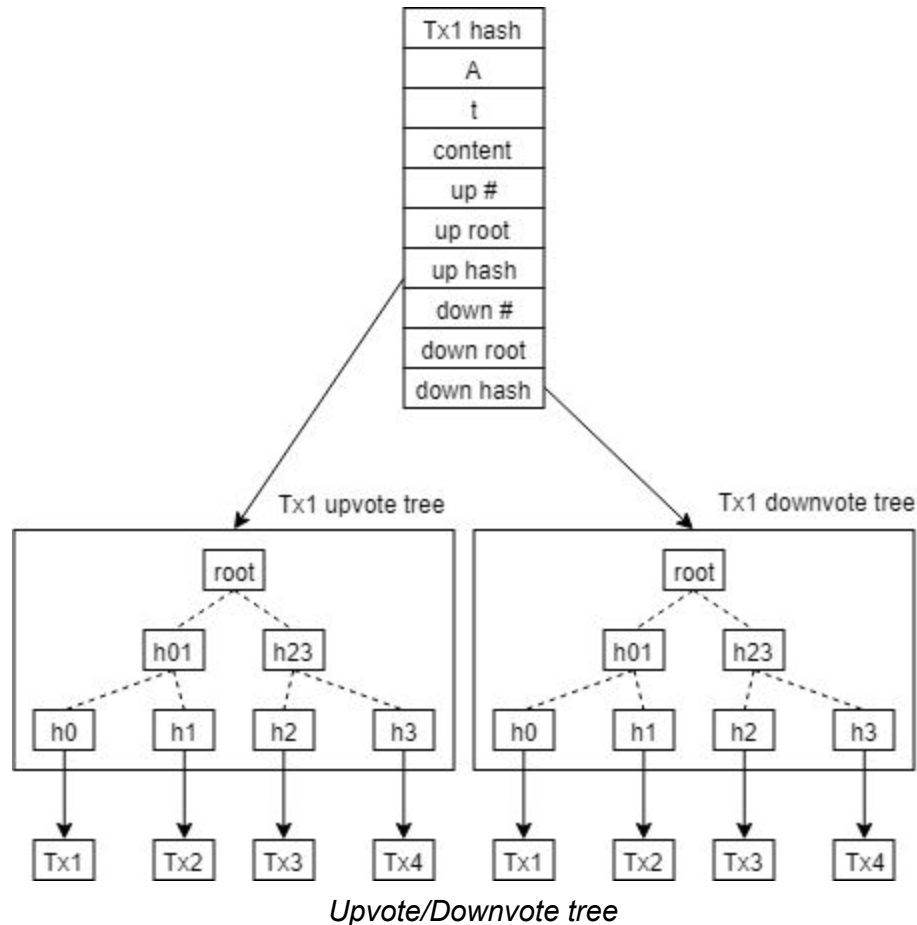 Tx1 hash
A
t
content
up #
up root
up hash
down #
down root
down hash
Tx1 upvote tree
Tx1 downvote tree
root
root
h01
h23
h01
h23
h0
h1
h2
h3
h0
h1
h2
h3
Tx1
Tx2
Tx3
Tx4
Tx1
Tx2
Tx3
Tx4
Upvote/Downvote tree